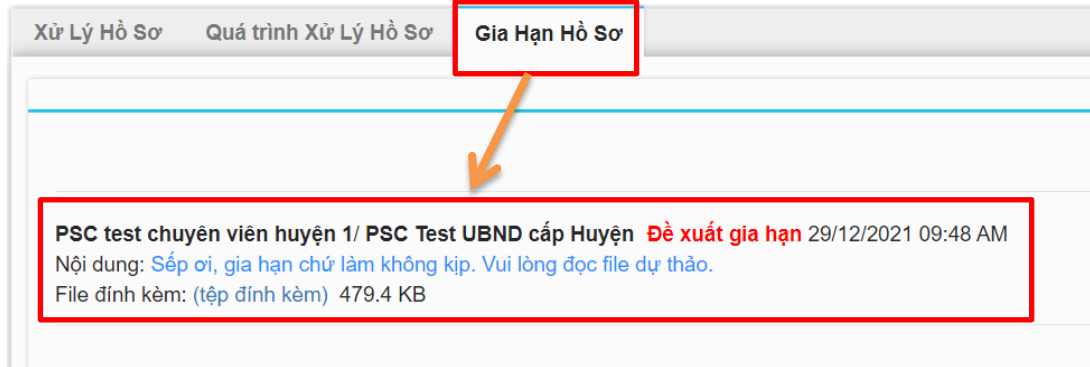 Xử Lý Hồ Sơ Quá trình Xử Lý Hồ Sơ Gia Hạn Hồ Sơ
PSC test chuyên viên huyện 1/ PSC Test UBND cấp Huyện Đề xuất gia hạn 29/12/2021 09:48 AM
Nội dung: Sếp ơi, gia hạn chứ làm không kịp. Vui lòng đọc file dự thảo.
File đính kèm: (tệp đính kèm) 479.4 KB